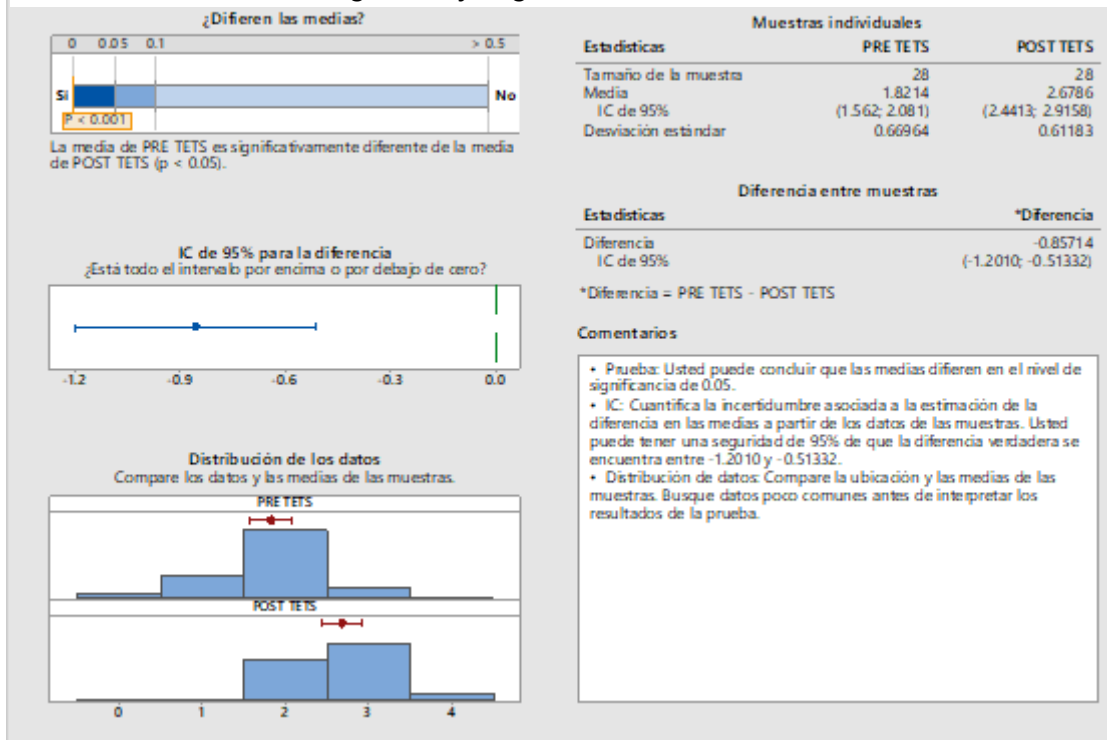 ¿Difieren las medias?
0 0.05 0.1 > 0.5
Sí No
P < 0.001
La media de PRE TETS es significativamente diferente de la media
de POST TETS (p < 0.05).
IC de 95% para la diferencia
¿Está todo el intervalo por encima o por debajo de cero?
-1.2 -0.9 -0.6 -0.3 0.0
Distribución de los datos
Compare los datos y las medias de las muestras.
PRE TETS
POST TETS
0 1 2 3 4
Muestras individuales
Estadísticas PRE TETS POST TETS
Tamaño de la muestra 28 28
Media 1.8214 2.6786
IC de 95% (1.562; 2.081) (2.4413; 2.9158)
Desviación estándar 0.66964 0.61183
Diferencia entre muestras
Estadísticas *Diferencia
Diferencia -0.85714
IC de 95% (-1.2010; -0.51332)
*Diferencia = PRE TETS - POST TETS
Comentarios
• Prueba: Usted puede concluir que las medias difieren en el nivel de
significancia de 0.05.
• IC: Cuantifica la incertidumbre asociada a la estimación de la
diferencia en las medias a partir de los datos de las muestras. Usted
puede tener una seguridad de 95% de que la diferencia verdadera se
encuentra entre -1.2010 y -0.51332.
• Distribución de datos: Compare la ubicación y las medias de las
muestras. Busque datos poco comunes antes de interpretar los
resultados de la prueba.